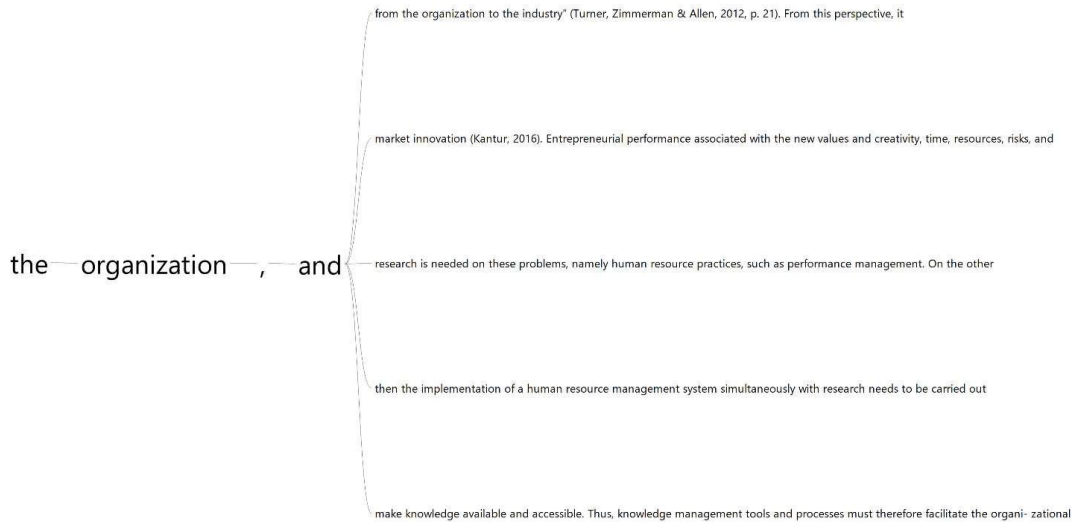 from the organization to the industry” (Turner, Zimmerman & Allen, 2012, p. 21). From this perspective, it
market innovation (Kantur, 2016). Entrepreneurial performance associated with the new values and creativity, time, resources, risks, and
the organization , and
research is needed on these problems, namely human resource practices, such as performance management. On the other
then the implementation of a human resource management system simultaneously with research needs to be carried out
make knowledge available and accessible. Thus, knowledge management tools and processes must therefore facilitate the organi- zational